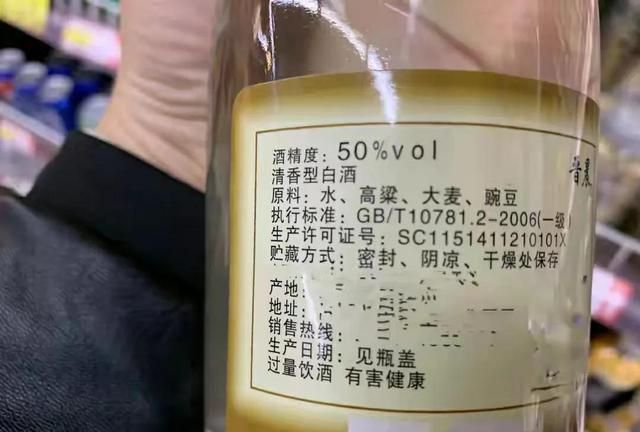 酒精度：50%vol
清香型白酒
原料：水、高粱、大麦、豌豆
执行标准：GB/T10781.2-2006(一级)
生产许可证号：SC1151411210101X
贮藏方式：密封、阴凉、干燥处保存
产地：
地址：
销售热线：
生产日期：见瓶盖
过量饮酒 有害健康
晋